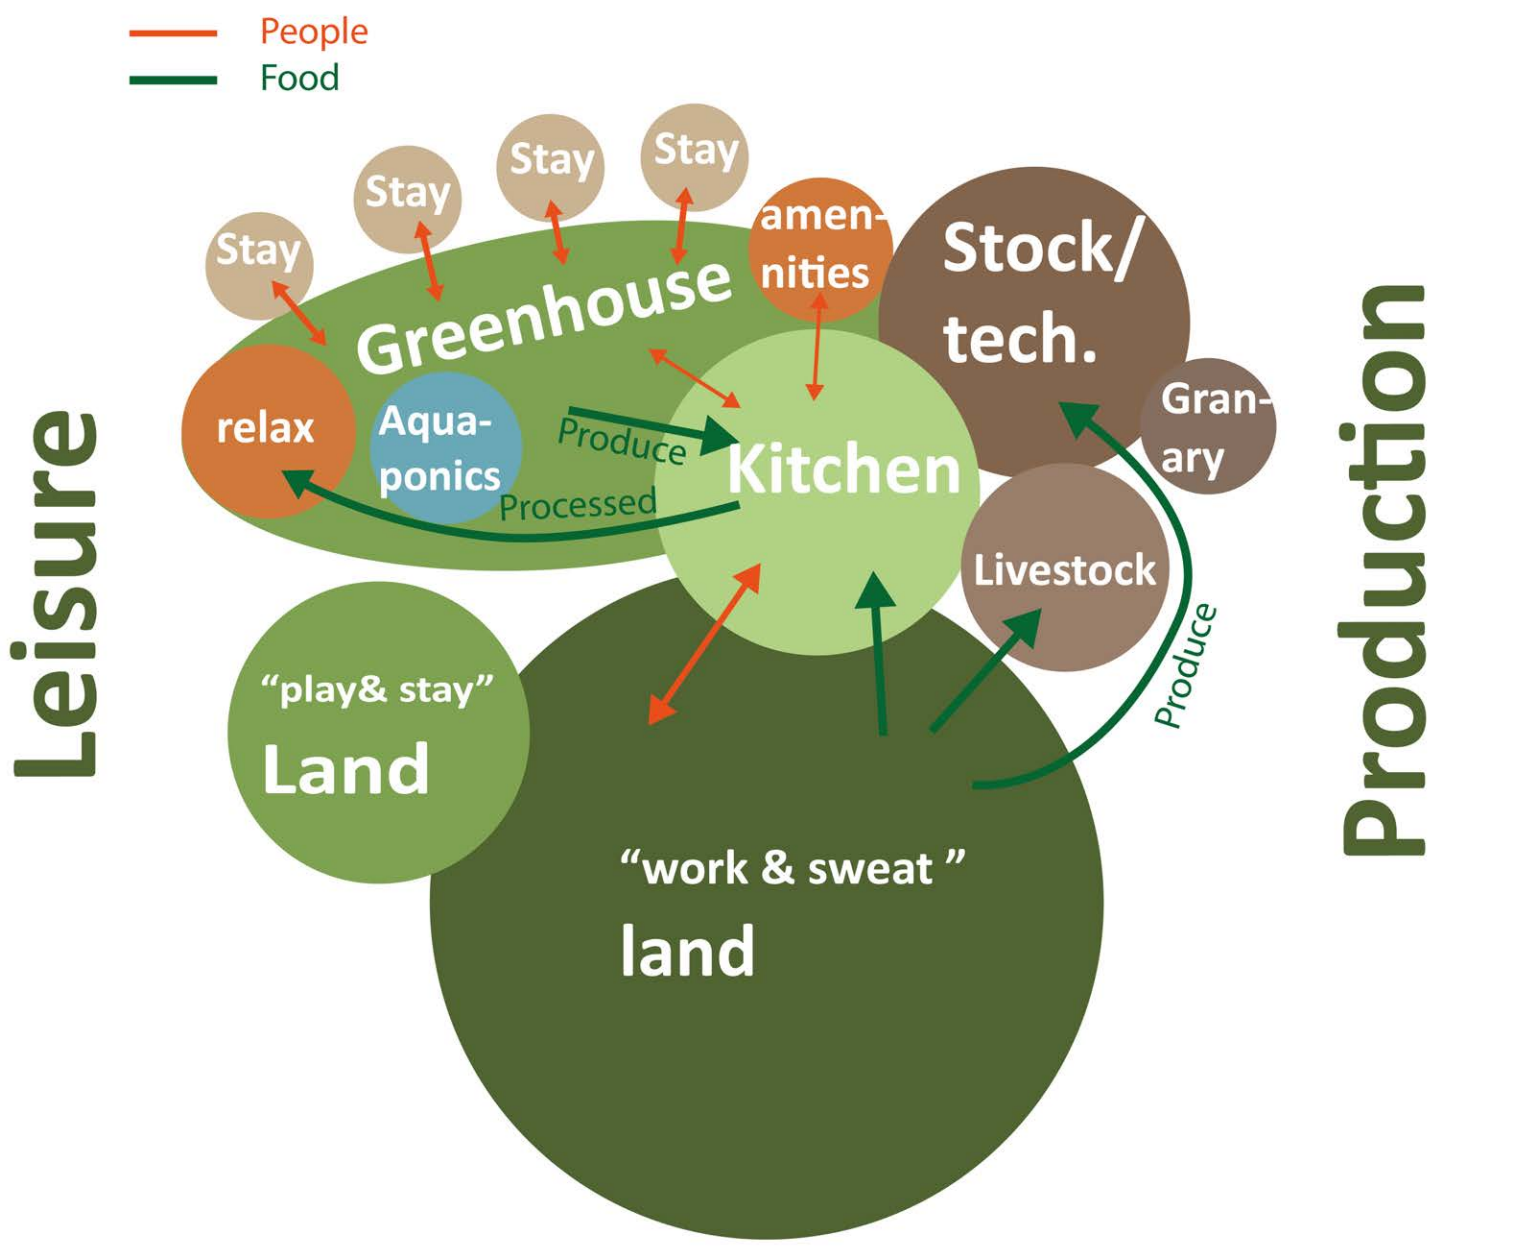 People
Food
Stay
Stay
Stay
Stay
amen-
nities
Stock/
tech.
Greenhouse
relax
Aqua-
ponics
Produce
Processed
Kitchen
Gran-
ary
Livestock
Produce
Leisure
Production
“play& stay”
Land
“work & sweat ”
land